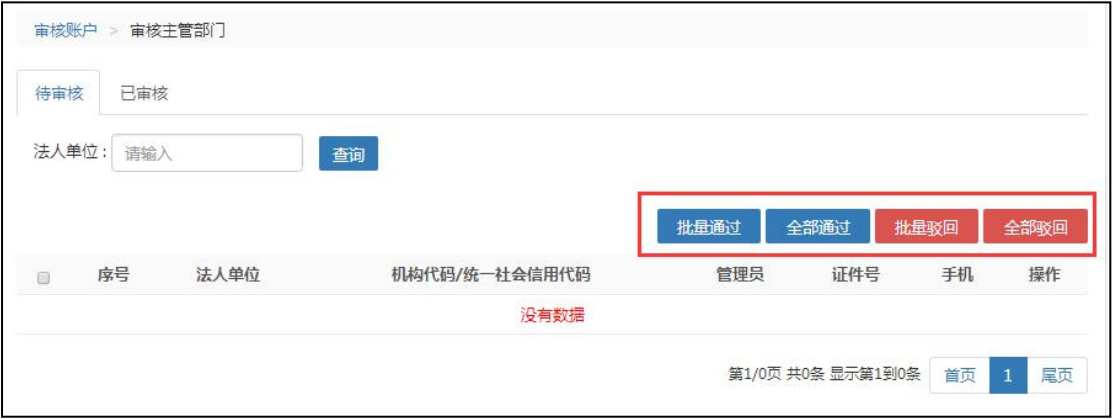 审核账户 > 审核主管部门
待审核 已审核
法人单位： 请输入 查询
批量通过 全部通过 批量驳回 全部驳回
序号 法人单位 机构代码/统一社会信用代码 管理员 证件号 手机 操作
没有数据
第1/0页 共0条 显示第1到0条 首页 1 尾页